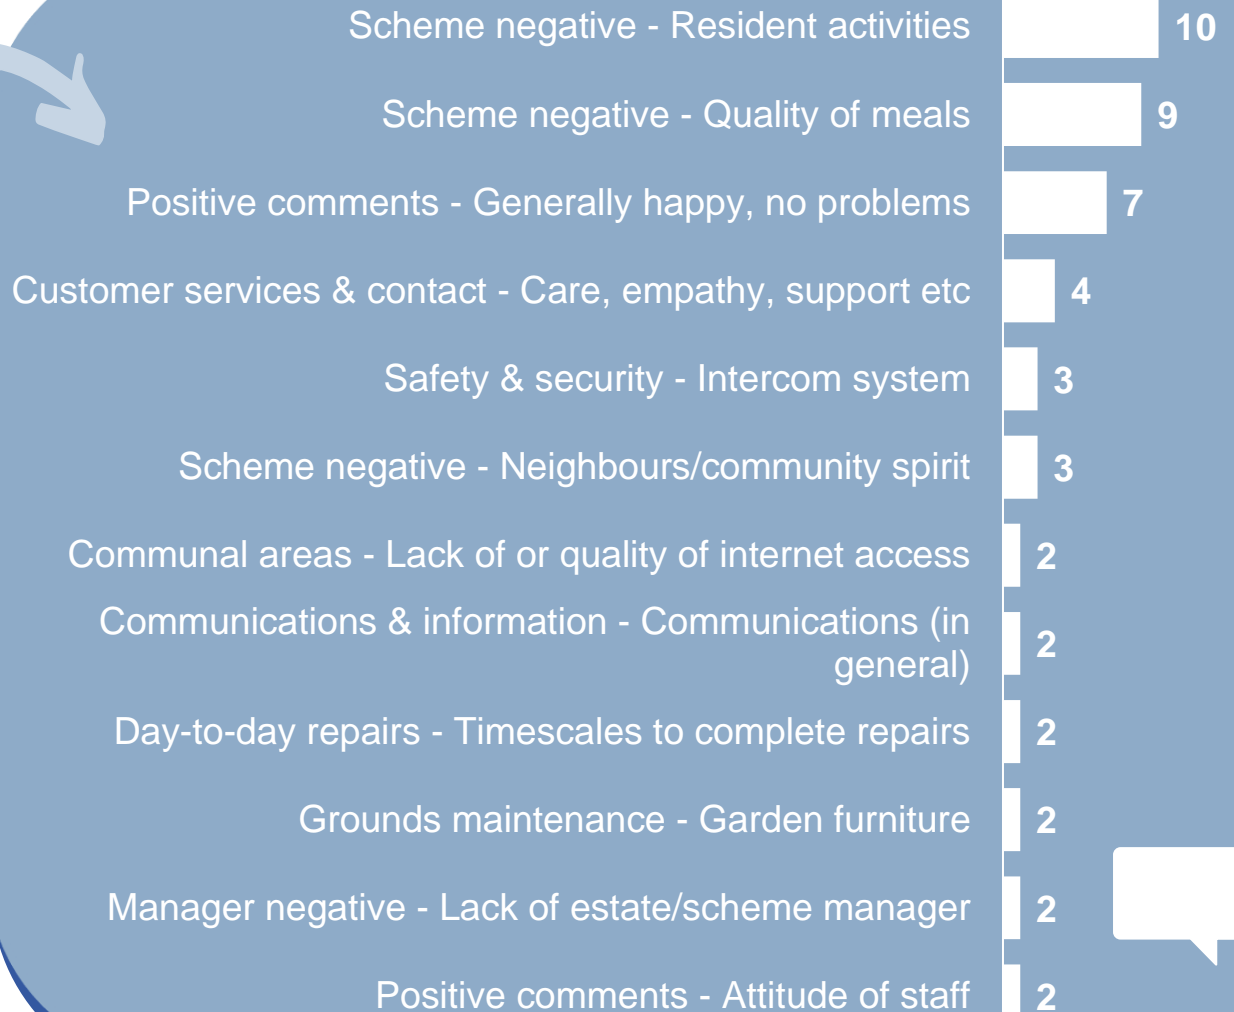 Scheme negative - Resident activities 10
Scheme negative - Quality of meals 9
Positive comments - Generally happy, no problems 7
Customer services & contact - Care, empathy, support etc 4
Safety & security - Intercom system 3
Scheme negative - Neighbours/community spirit 3
Communal areas - Lack of or quality of internet access 2
Communications & information - Communications (in
general) 2
Day-to-day repairs - Timescales to complete repairs 2
Grounds maintenance - Garden furniture 2
Manager negative - Lack of estate/scheme manager 2
Positive comments - Attitude of staff 2